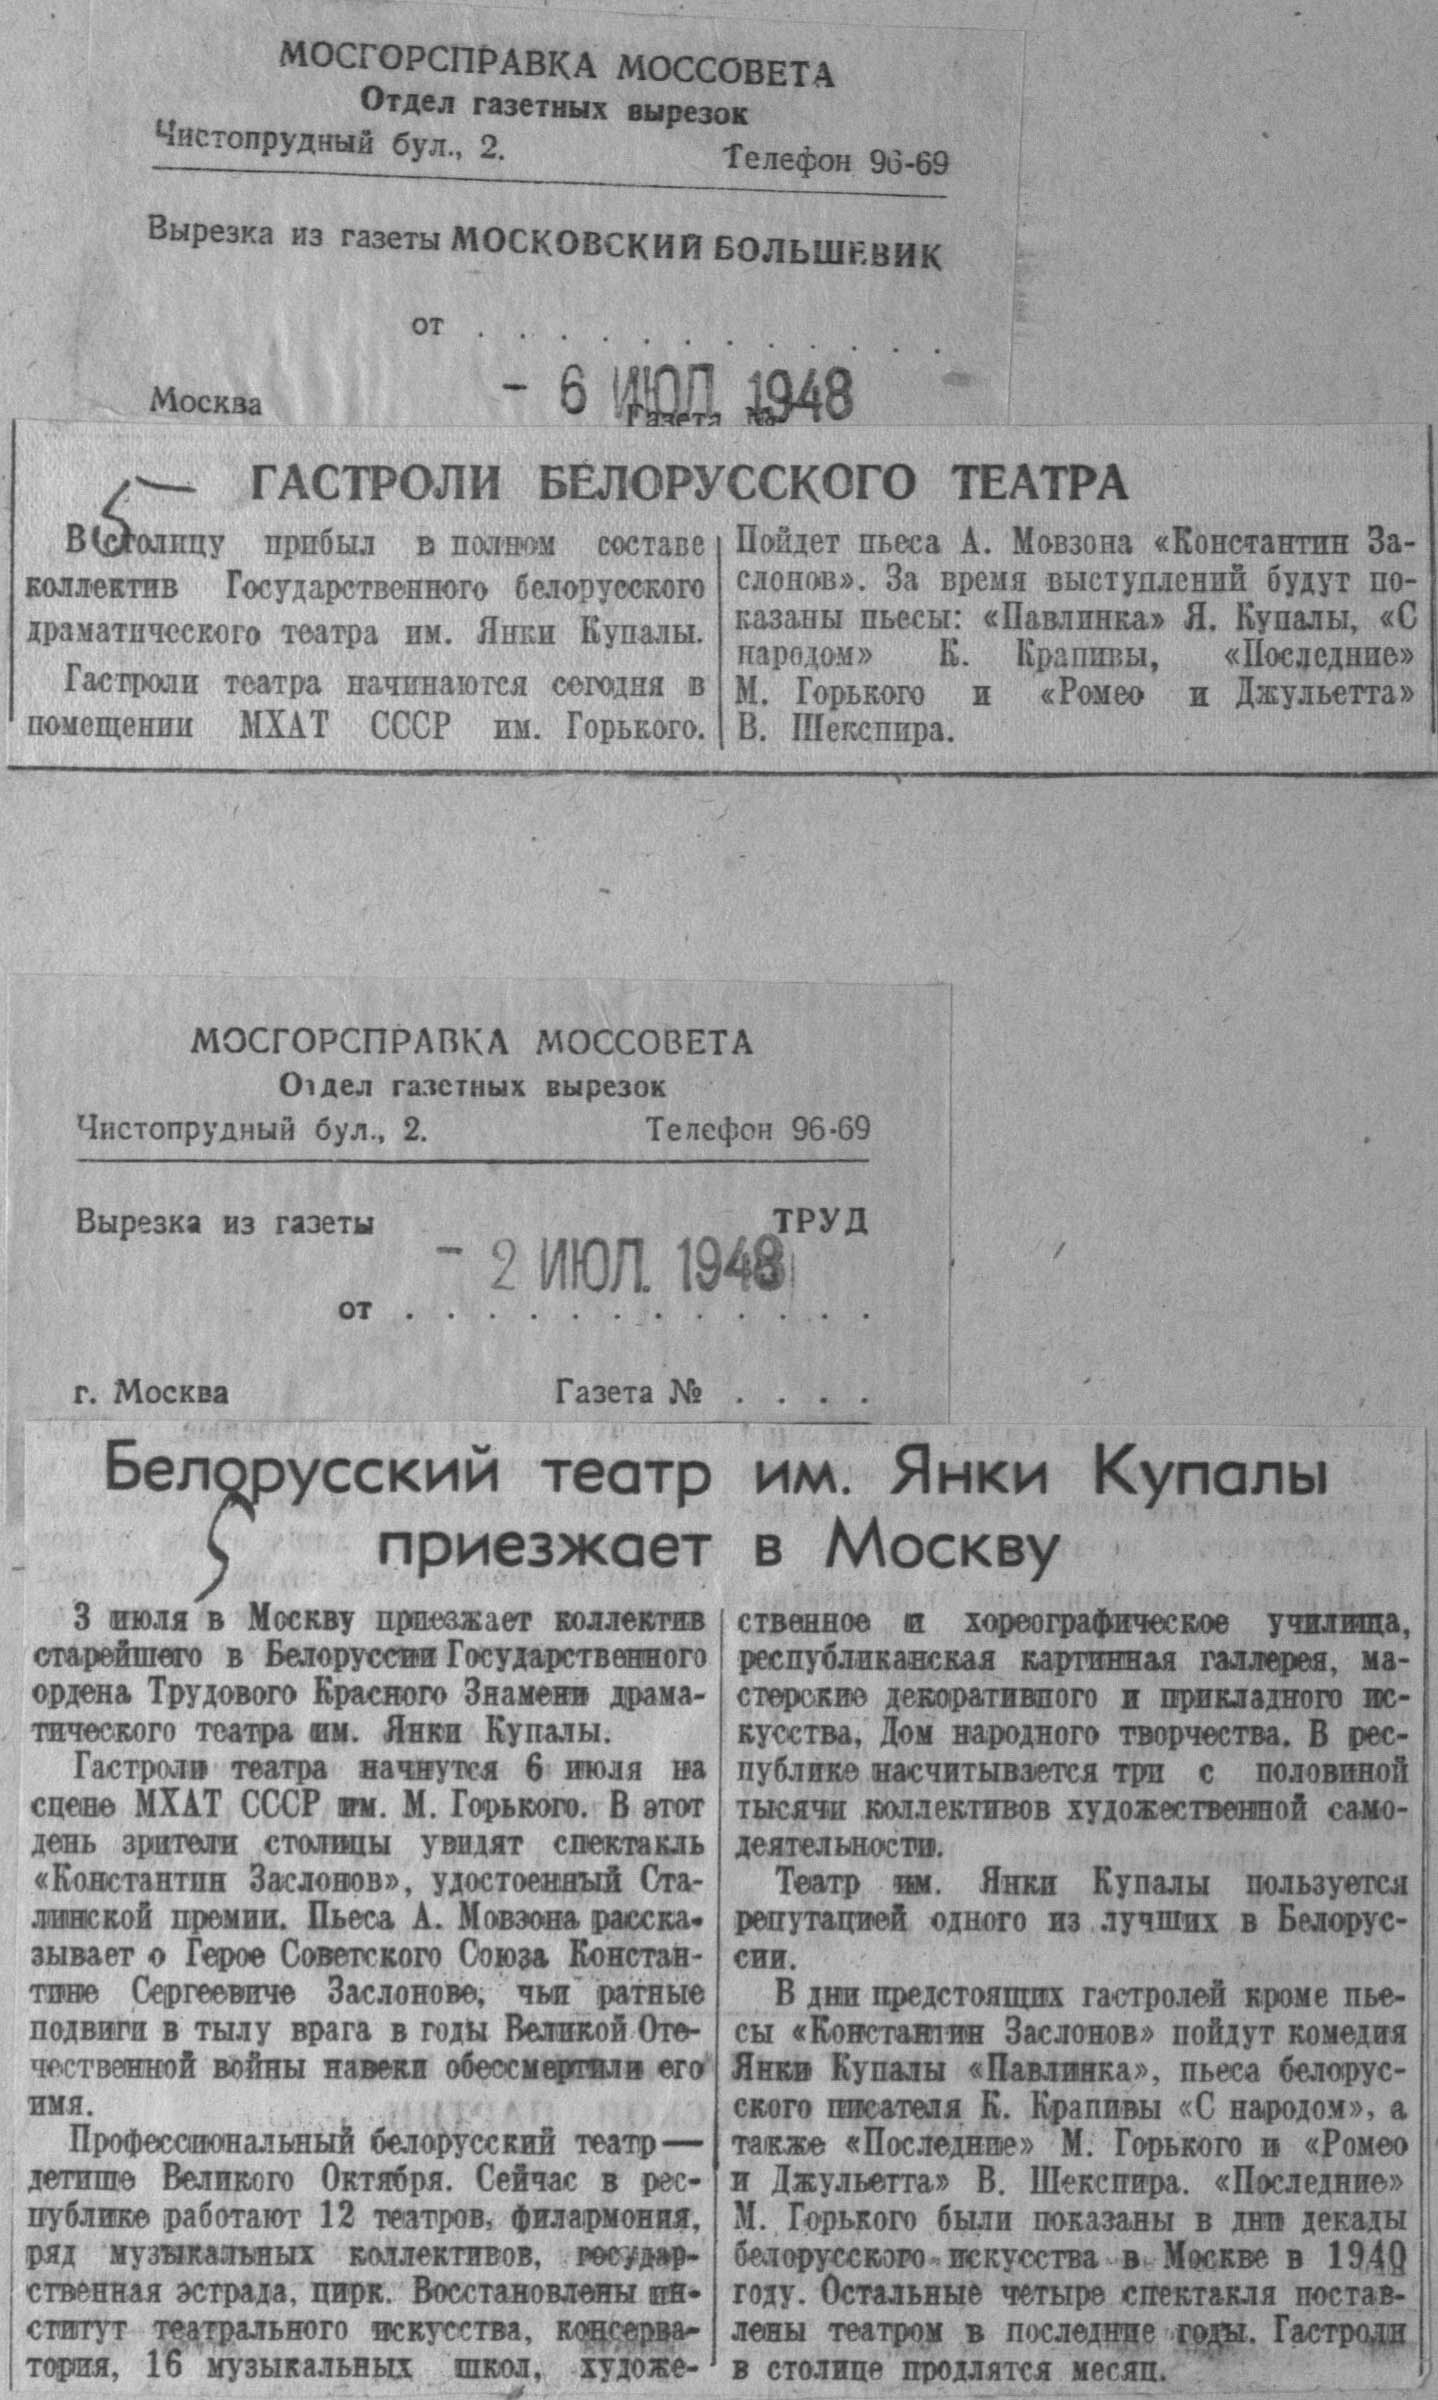 МОСГОРСПРАВКА МОССОВЕТА
Отдел газетных вырезок
Чистопрудный бул., 2. Телефон 96-69
Вырезка из газеты МОСКОВСКИЙ БОЛЬШЕВИК
от . . . . . . . . . . . .
- 6 ИЮЛ 1948
Москва Газета №
5
ГАСТРОЛИ БЕЛОРУССКОГО ТЕАТРА
В столицу прибыл в полном составе
коллектив Государственного белорусского
драматического театра им. Янки Купалы.
Гастроли театра начинаются сегодня в
помещении МХАТ СССР им. Горького.
Пойдет пьеса А. Мовзона «Константин За-
слонов». За время выступлений будут по-
казаны пьесы: «Павлинка» Я. Купалы, «С
народом» К. Крапивы, «Последние»
М. Горького и «Ромео и Джульетта»
В. Шекспира.
МОСГОРСПРАВКА МОССОВЕТА
Отдел газетных вырезок
Чистопрудный бул., 2. Телефон 96-69
Вырезка из газеты ТРУД
- 2 ИЮЛ. 1948
от . . . . . . . . . . . .
г. Москва Газета № . . . .
Белорусский театр им. Янки Купалы
приезжает в Москву
5
3 июля в Москву приезжает коллектив
старейшего в Белоруссии Государственного
ордена Трудового Красного Знамени драма-
тического театра им. Янки Купалы.
Гастроли театра начнутся 6 июля на
сцене МХАТ СССР им. М. Горького. В этот
день зрители столицы увидят спектакль
«Константин Заслонов», удостоенный Ста-
линской премии. Пьеса А. Мовзона расска-
зывает о Герое Советского Союза Констан-
тине Сергеевиче Заслонове, чьи ратные
подвиги в тылу врага в годы Великой Оте-
чественной войны навеки обессмертили его
имя.
Профессиональный белорусский театр —
детище Великого Октября. Сейчас в рес-
публике работают 12 театров, филармония,
ряд музыкальных коллективов, государ-
ственная эстрада, цирк. Восстановлены ин-
ститут театрального искусства, консерва-
тория, 16 музыкальных школ, художе-
ственное и хореографическое училища,
республиканская картинная галлерея, ма-
стерские декоративного и прикладного ис-
кусства, Дом народного творчества. В рес-
публике насчитывается три с половиной
тысячи коллективов художественной само-
деятельности.
Театр им. Янки Купалы пользуется
репутацией одного из лучших в Белорус-
сии.
В дни предстоящих гастролей кроме пье-
сы «Константин Заслонов» пойдут комедия
Янки Купалы «Павлинка», пьеса белорус-
ского писателя К. Крапивы «С народом», а
также «Последние» М. Горького и «Ромео
и Джульетта» В. Шекспира. «Последние»
М. Горького были показаны в дни декады
белорусского искусства в Москве в 1940
году. Остальные четыре спектакля постав-
лены театром в последние годы. Гастроли
в столице продлятся месяц.